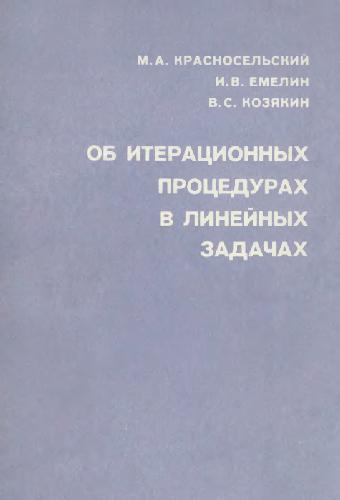 М.А. КРАСНОСЕЛЬСКИЙ
И.В. ЕМЕЛИН
В.С. КОЗЯКИН
ОБ ИТЕРАЦИОННЫХ
ПРОЦЕДУРАХ
В ЛИНЕЙНЫХ
ЗАДАЧАХ